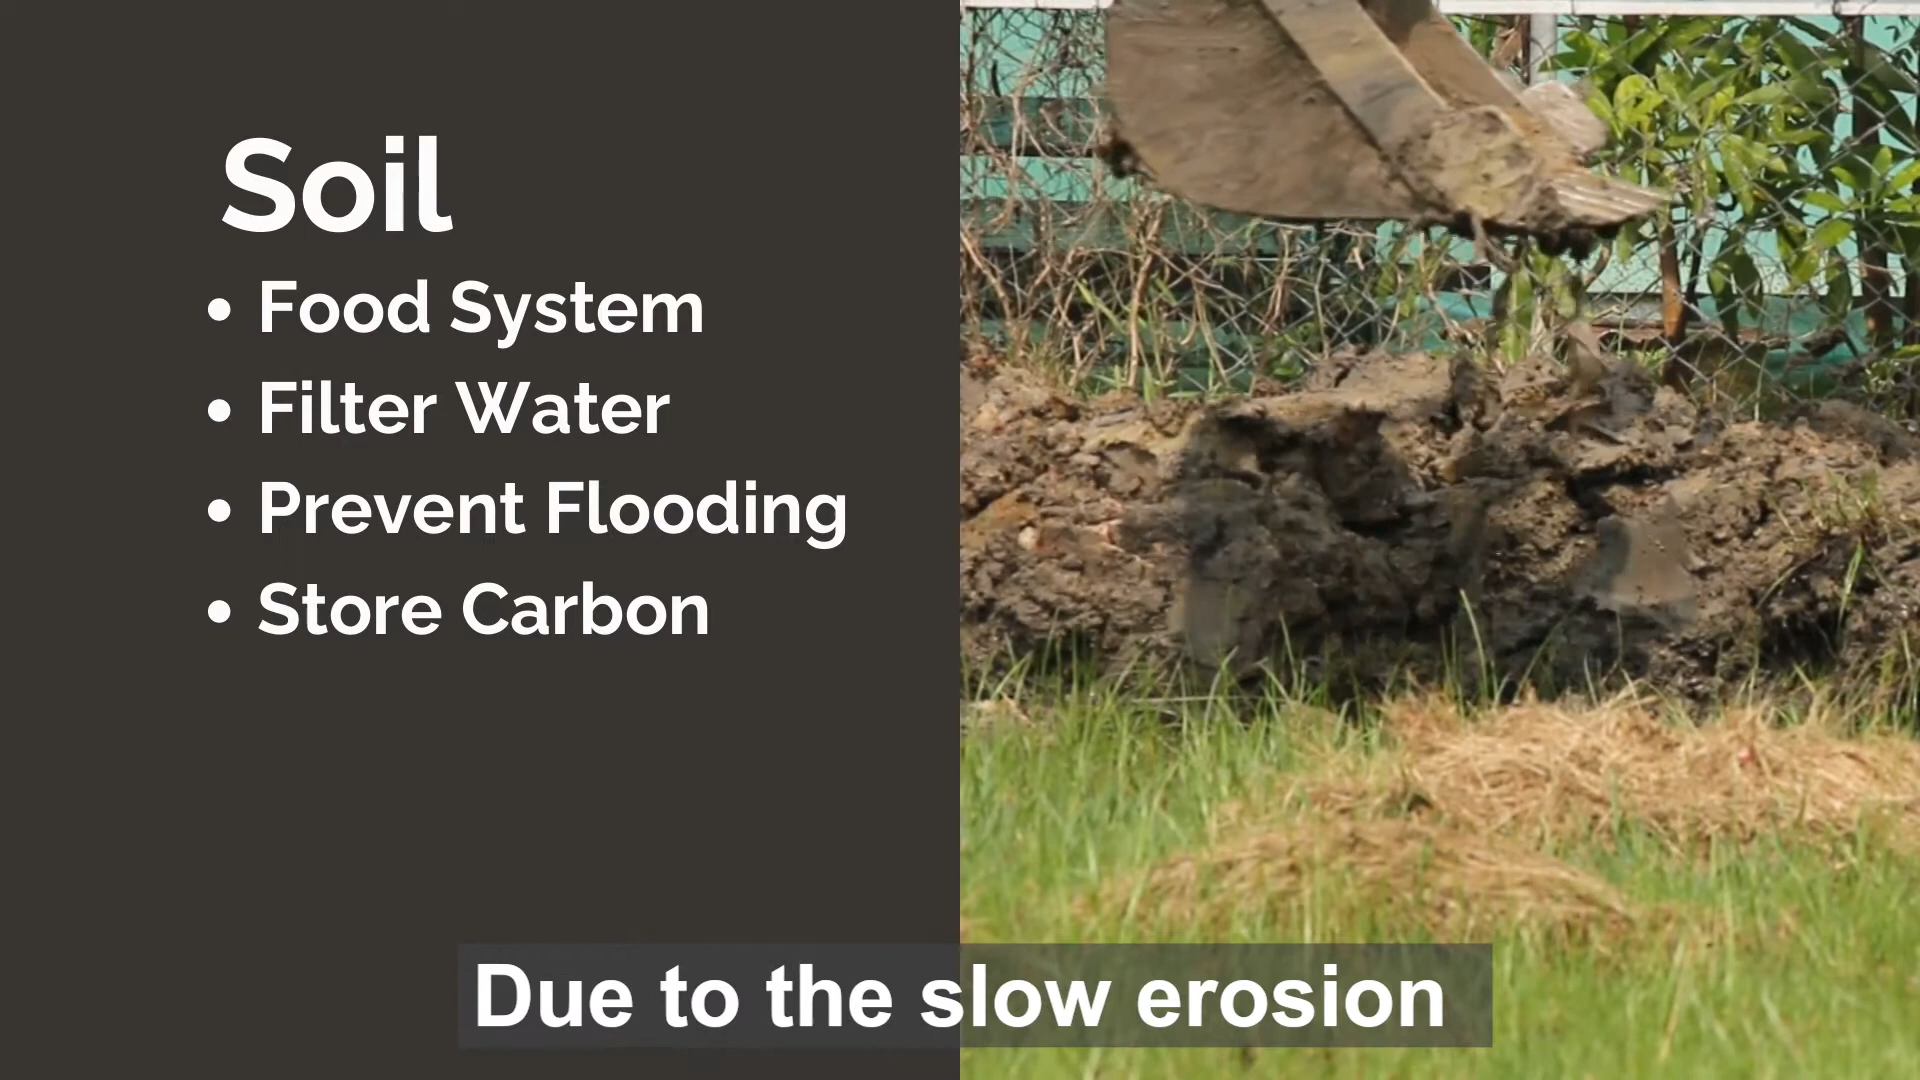 Soil
• Food System
• Filter Water
• Prevent Flooding
• Store Carbon
Due to the slow erosion